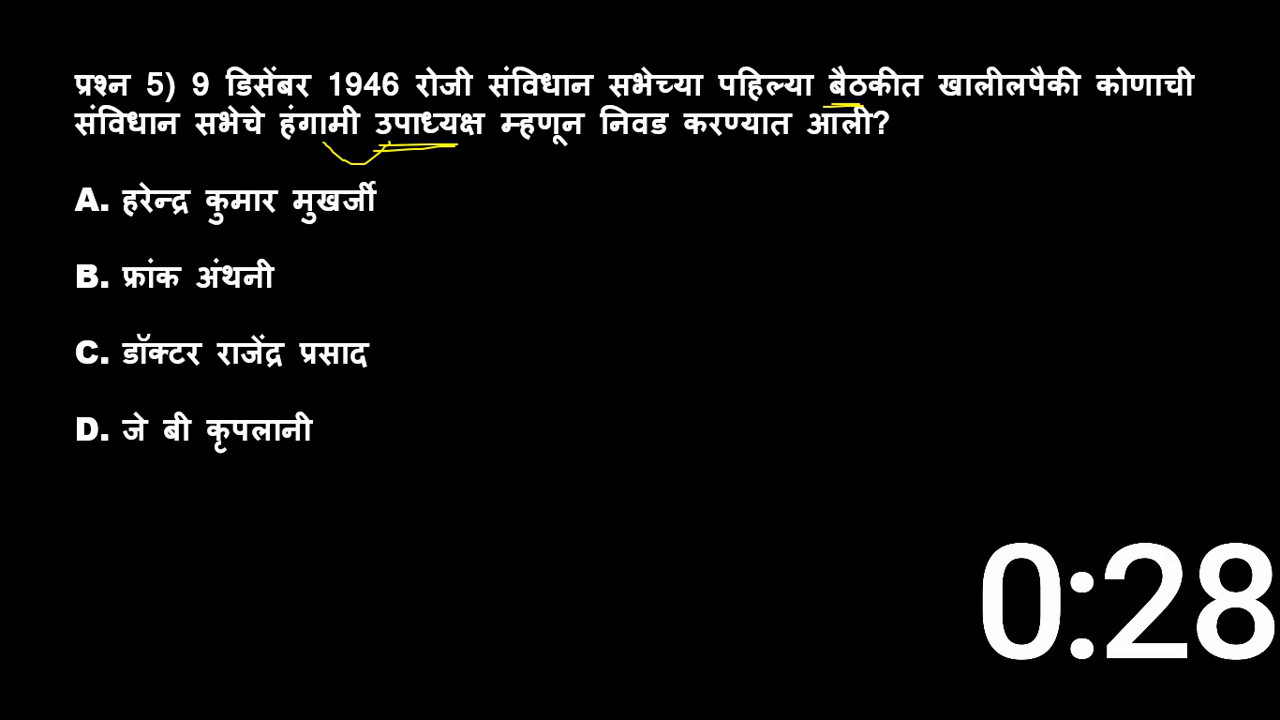 प्रश्न 5) 9 डिसेंबर 1946 रोजी संविधान सभेच्या पहिल्या बैठकीत खालीलपैकी कोणाची
संविधान सभेचे हंगामी उपाध्यक्ष म्हणून निवड करण्यात आली?
A. हरेन्द्र कुमार मुखर्जी
B. फ्रांक अंथनी
C. डॉक्टर राजेंद्र प्रसाद
D. जे बी कृपलानी
0:28